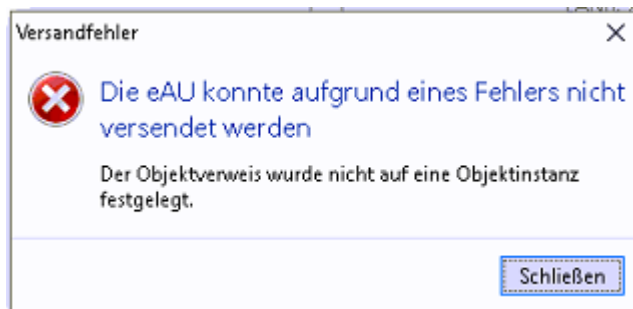 Versandfehler
Die eAU konnte aufgrund eines Fehlers nicht
versendet werden
Der Objektverweis wurde nicht auf eine Objektinstanz
festgelegt.
Schließen